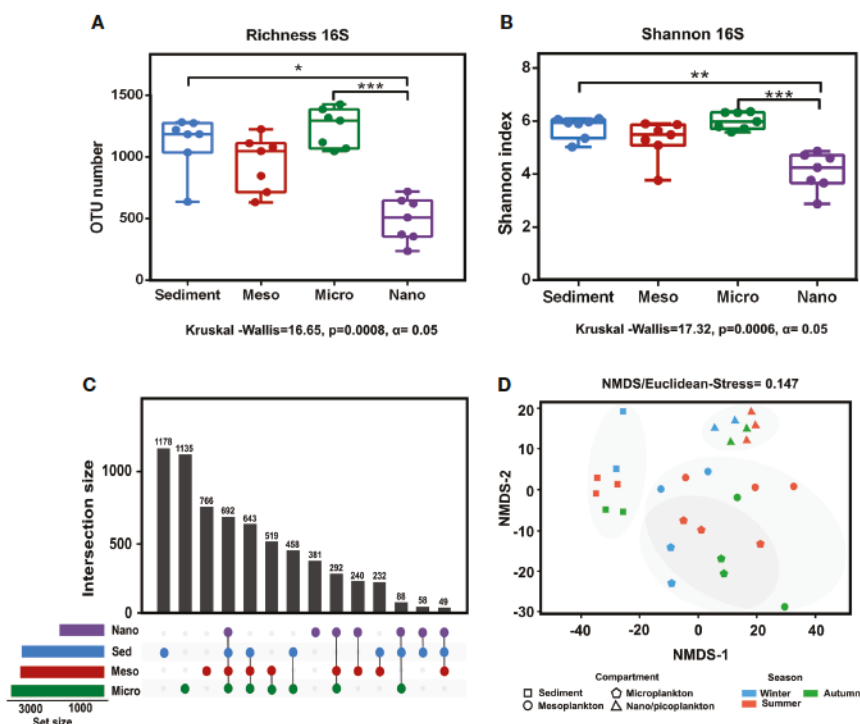 A
Richness 16S
*
***
1500
1000
500
0
OTU number
Sediment Meso Micro Nano
Kruskal -Wallis=16.65, p=0.0008, α= 0.05
B
Shannon 16S
**
***
8
6
4
2
0
Shannon index
Sediment Meso Micro Nano
Kruskal -Wallis=17.32, p=0.0006, α= 0.05
C
1178 1135 766 692 643 519 458 381 292 240 232 88 58 49
1000
500
0
Intersection size
Nano
Sed
Meso
Micro
3000 1000
Set size
D
NMDS/Euclidean-Stress= 0.147
20
10
0
-10
-20
-30
NMDS-2
-40 -20 0 20 40
NMDS-1
Compartment
Sediment Microplankton
Mesoplankton Nano/picoplankton
Season
Winter Autumn
Summer